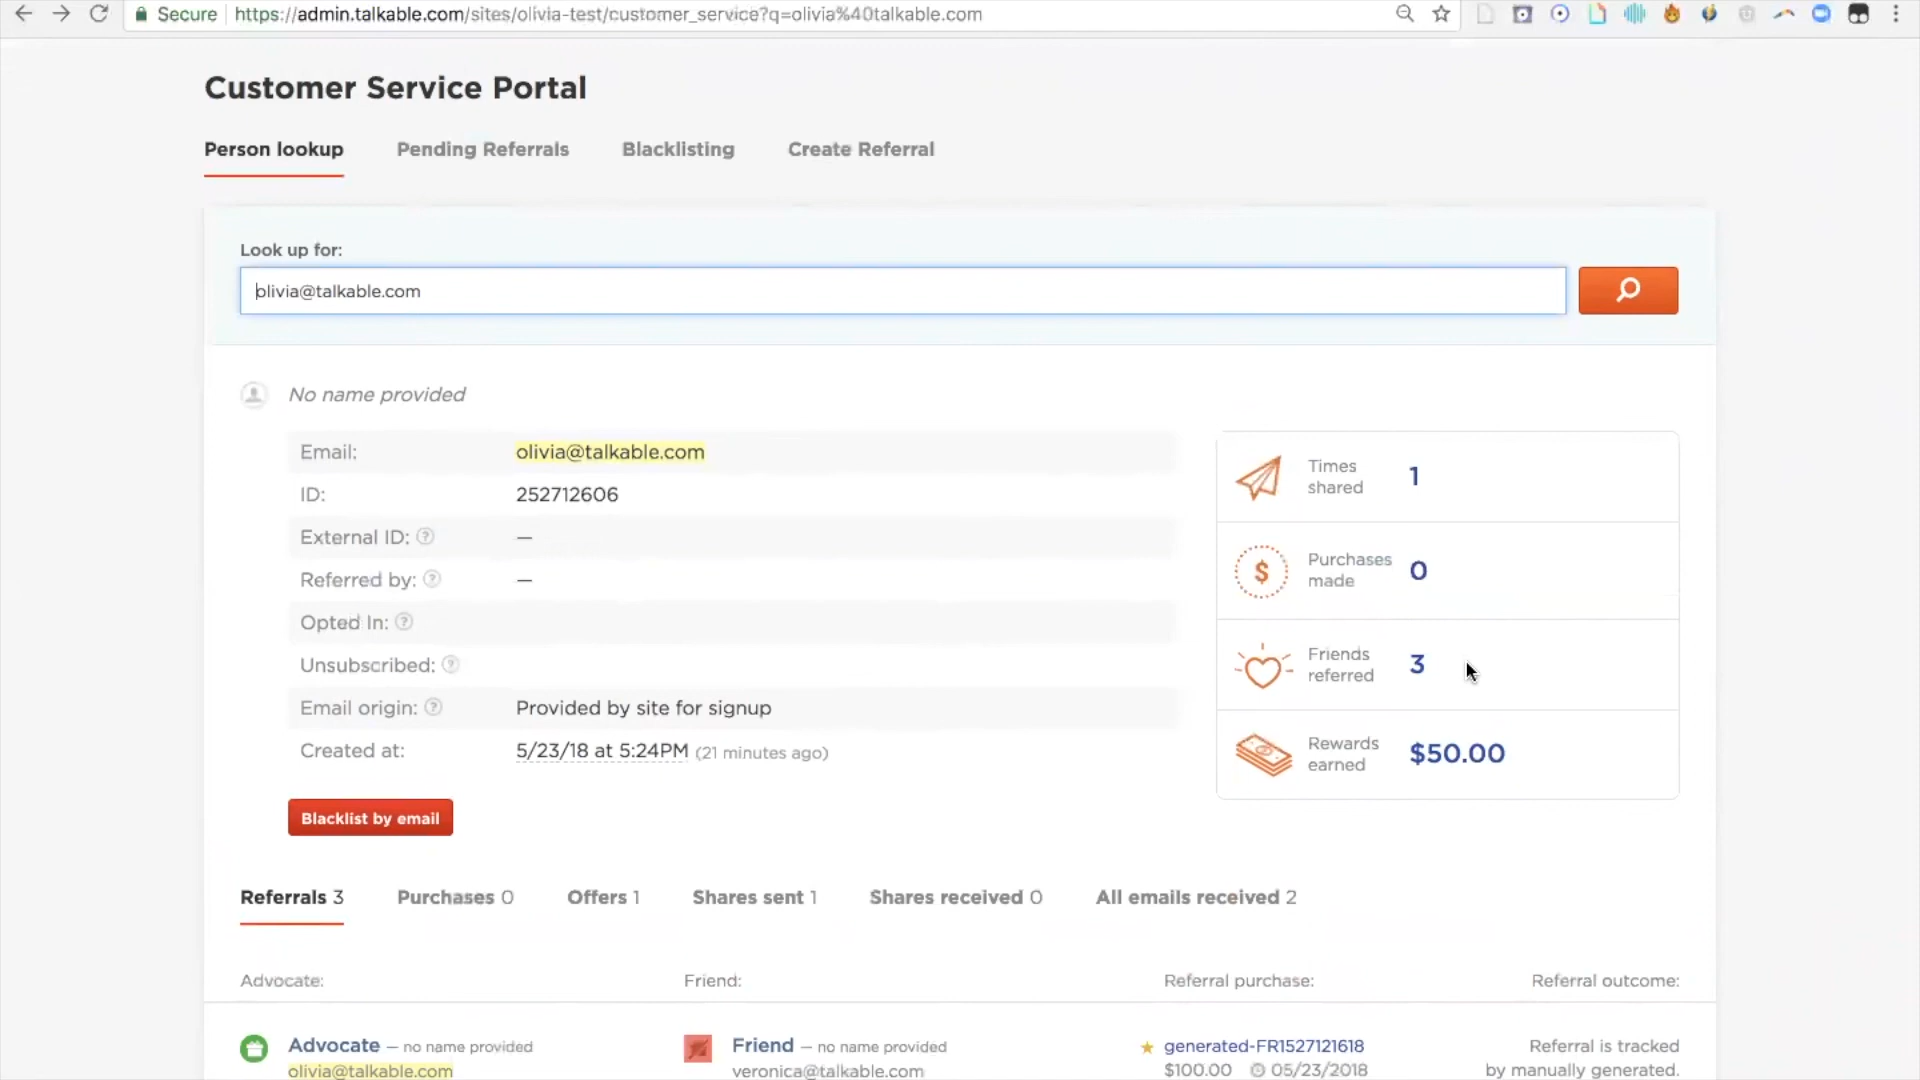 Secure https://admin.talkable.com/sites/olivia-test/customer_service?q=olivia%40talkable.com
Customer Service Portal
Person lookup Pending Referrals Blacklisting Create Referral
Look up for:
olivia@talkable.com
No name provided
Email: olivia@talkable.com
ID: 252712606
External ID: ? —
Referred by: ? —
Opted In: ?
Unsubscribed: ?
Email origin: ? Provided by site for signup
Created at: 5/23/18 at 5:24PM (21 minutes ago)
Blacklist by email
Times shared 1
$ Purchases made 0
Friends referred 3
Rewards earned $50.00
Referrals 3 Purchases 0 Offers 1 Shares sent 1 Shares received 0 All emails received 2
Advocate: Friend: Referral purchase: Referral outcome:
Advocate — no name provided Friend — no name provided generated-FR1527121618 Referral is tracked
olivia@talkable.com veronica@talkable.com $100.00 05/23/2018 by manually generated.